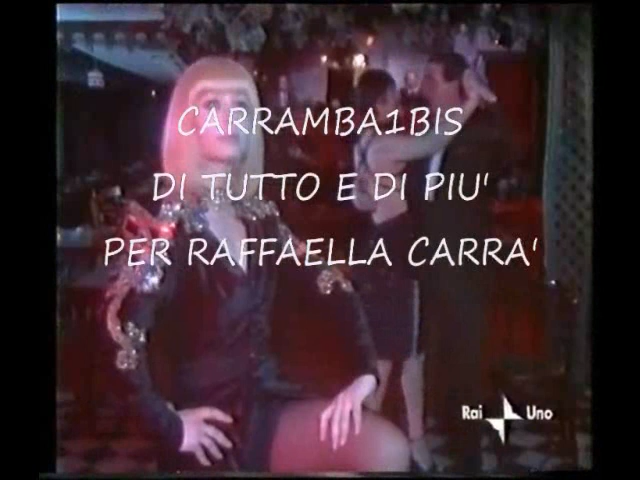 CARRAMBA1BIS
DI TUTTO E DI PIU'
PER RAFFAELLA CARRA'
Rai Uno